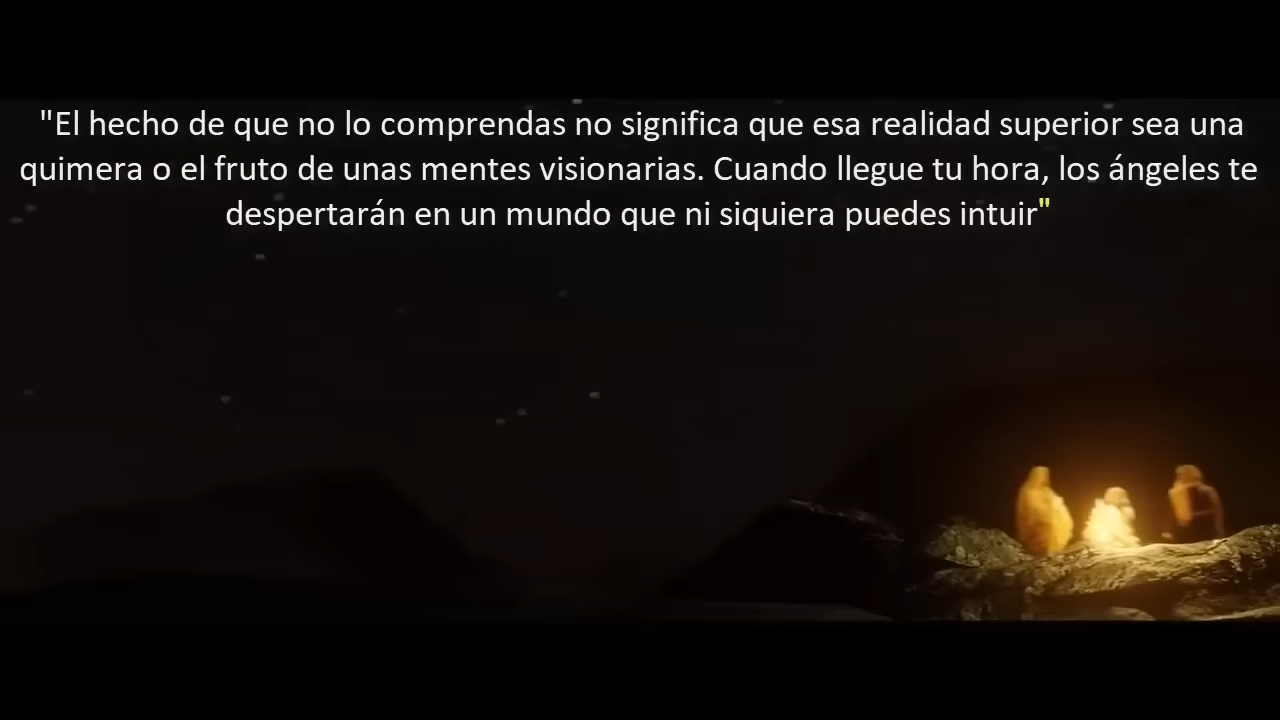 "El hecho de que no lo comprendas no significa que esa realidad superior sea una
quimera o el fruto de unas mentes visionarias. Cuando llegue tu hora, los ángeles te
despertarán en un mundo que ni siquiera puedes intuir"